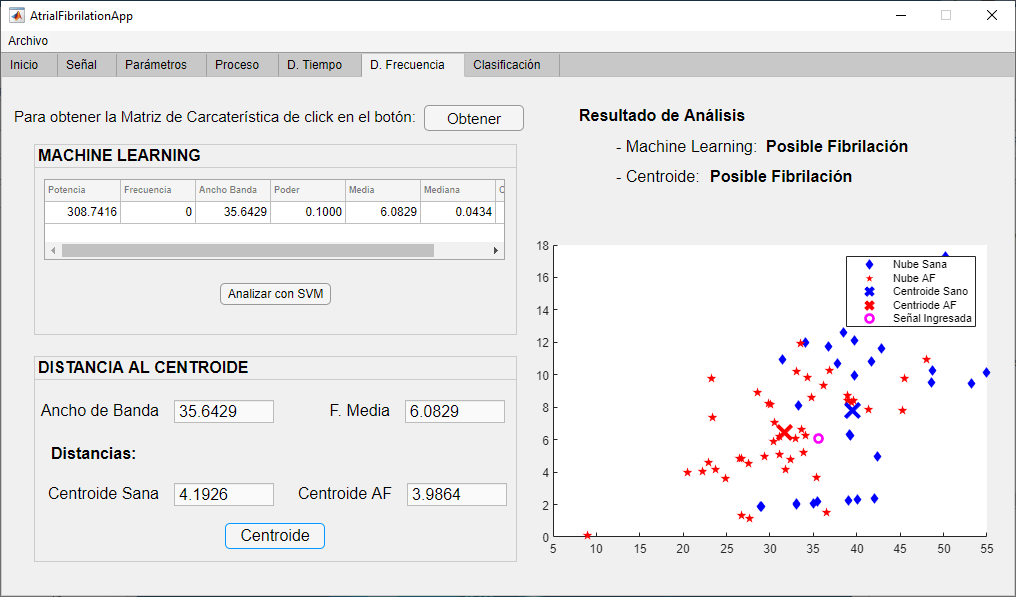 AtrialFibrilationApp
Archivo
Inicio Señal Parámetros Proceso D. Tiempo D. Frecuencia Clasificación
Para obtener la Matriz de Carcaterística de click en el botón: Obtener
MACHINE LEARNING
Potencia Frecuencia Ancho Banda Poder Media Mediana C
308.7416 0 35.6429 0.1000 6.0829 0.0434
Analizar con SVM
DISTANCIA AL CENTROIDE
Ancho de Banda 35.6429 F. Media 6.0829
Distancias:
Centroide Sana 4.1926 Centroide AF 3.9864
Centroide
Resultado de Análisis
- Machine Learning: Posible Fibrilación
- Centroide: Posible Fibrilación
Nube Sana
Nube AF
Centroide Sano
Centriode AF
Señal Ingresada
18
16
14
12
10
8
6
4
2
0
5 10 15 20 25 30 35 40 45 50 55